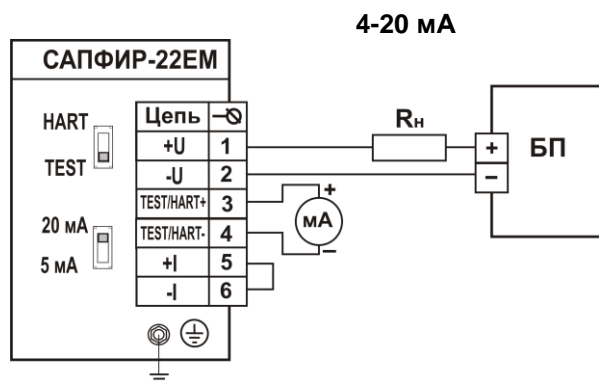 4-20 мА
САПФИР-22ЕМ
HART
TEST
20 мА
5 мА
Цепь
+U 1
-U 2
TEST/HART+ 3
TEST/HART- 4
+I 5
-I 6
Rн
+
мА
−
+
−
БП